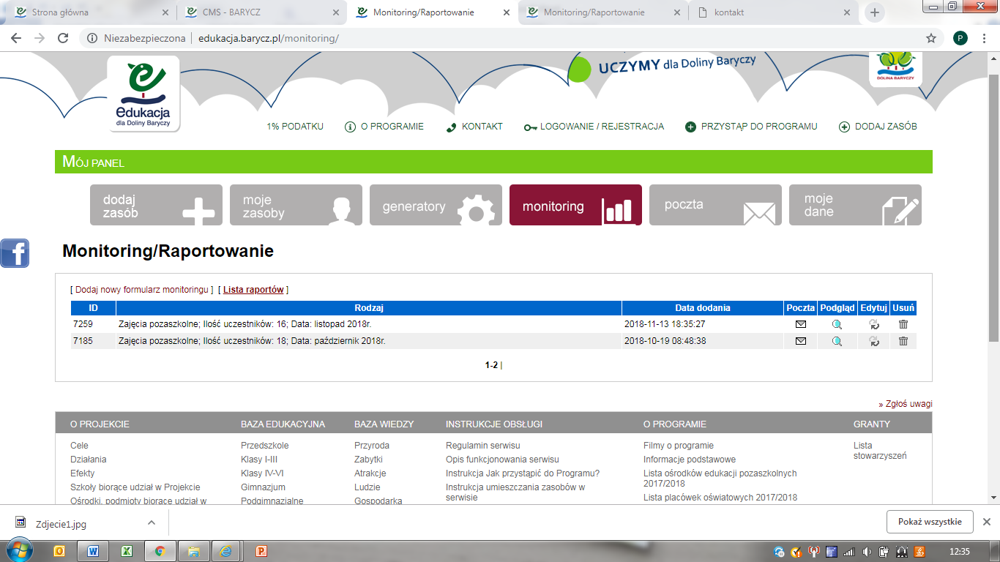 Strona główna
CMS - BARYCZ
Monitoring/Raportowanie
Monitoring/Raportowanie
kontakt
Niezabezpieczona
edukacja.barycz.pl/monitoring/
P
UCZYMY dla Doliny Baryczy
DOLINA BARYCZY
edukacja
dla Doliny Baryczy
1% PODATKU
O PROGRAMIE
KONTAKT
LOGOWANIE / REJESTRACJA
PRZYSTĄP DO PROGRAMU
DODAJ ZASÓB
MÓJ PANEL
dodaj
zasób
moje
zasoby
generatory
monitoring
poczta
moje
dane
f
Monitoring/Raportowanie
[ Dodaj nowy formularz monitoringu ] [ Lista raportów ]
ID Rodzaj Data dodania Poczta Podgląd Edytuj Usuń
7259 Zajęcia pozaszkolne; Ilość uczestników: 16; Data: listopad 2018r. 2018-11-13 18:35:27
7185 Zajęcia pozaszkolne; Ilość uczestników: 18; Data: październik 2018r. 2018-10-19 08:48:38
1-2 |
» Zgłoś uwagi
O PROJEKCIE
Cele
Działania
Efekty
Szkoły biorące udział w Projekcie
Ośrodki, podmioty biorące udział w
BAZA EDUKACYJNA
Przedszkole
Klasy I-III
Klasy IV-VI
Gimnazjum
Podgimnazjalne
BAZA WIEDZY
Przyroda
Zabytki
Atrakcje
Ludzie
Gospodarka
INSTRUKCJE OBSŁUGI
Regulamin serwisu
Opis funkcjonowania serwisu
Instrukcja Jak przystąpić do Programu?
Instrukcja umieszczania zasobów w
serwisie
O PROGRAMIE
Filmy o programie
Informacje podstawowe
Lista ośrodków edukacji pozaszkolnych
2017/2018
Lista placówek oświatowych 2017/2018
GRANTY
Lista
stowarzyszeń
Zdjecie1.jpg
Pokaż wszystkie
12:35